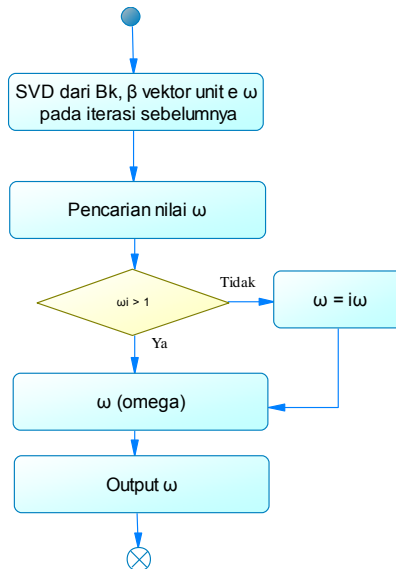 SVD dari Bk, β vektor unit e ω
pada iterasi sebelumnya
Pencarian nilai ω
ωi > 1
Tidak
ω = iω
Ya
ω (omega)
Output ω